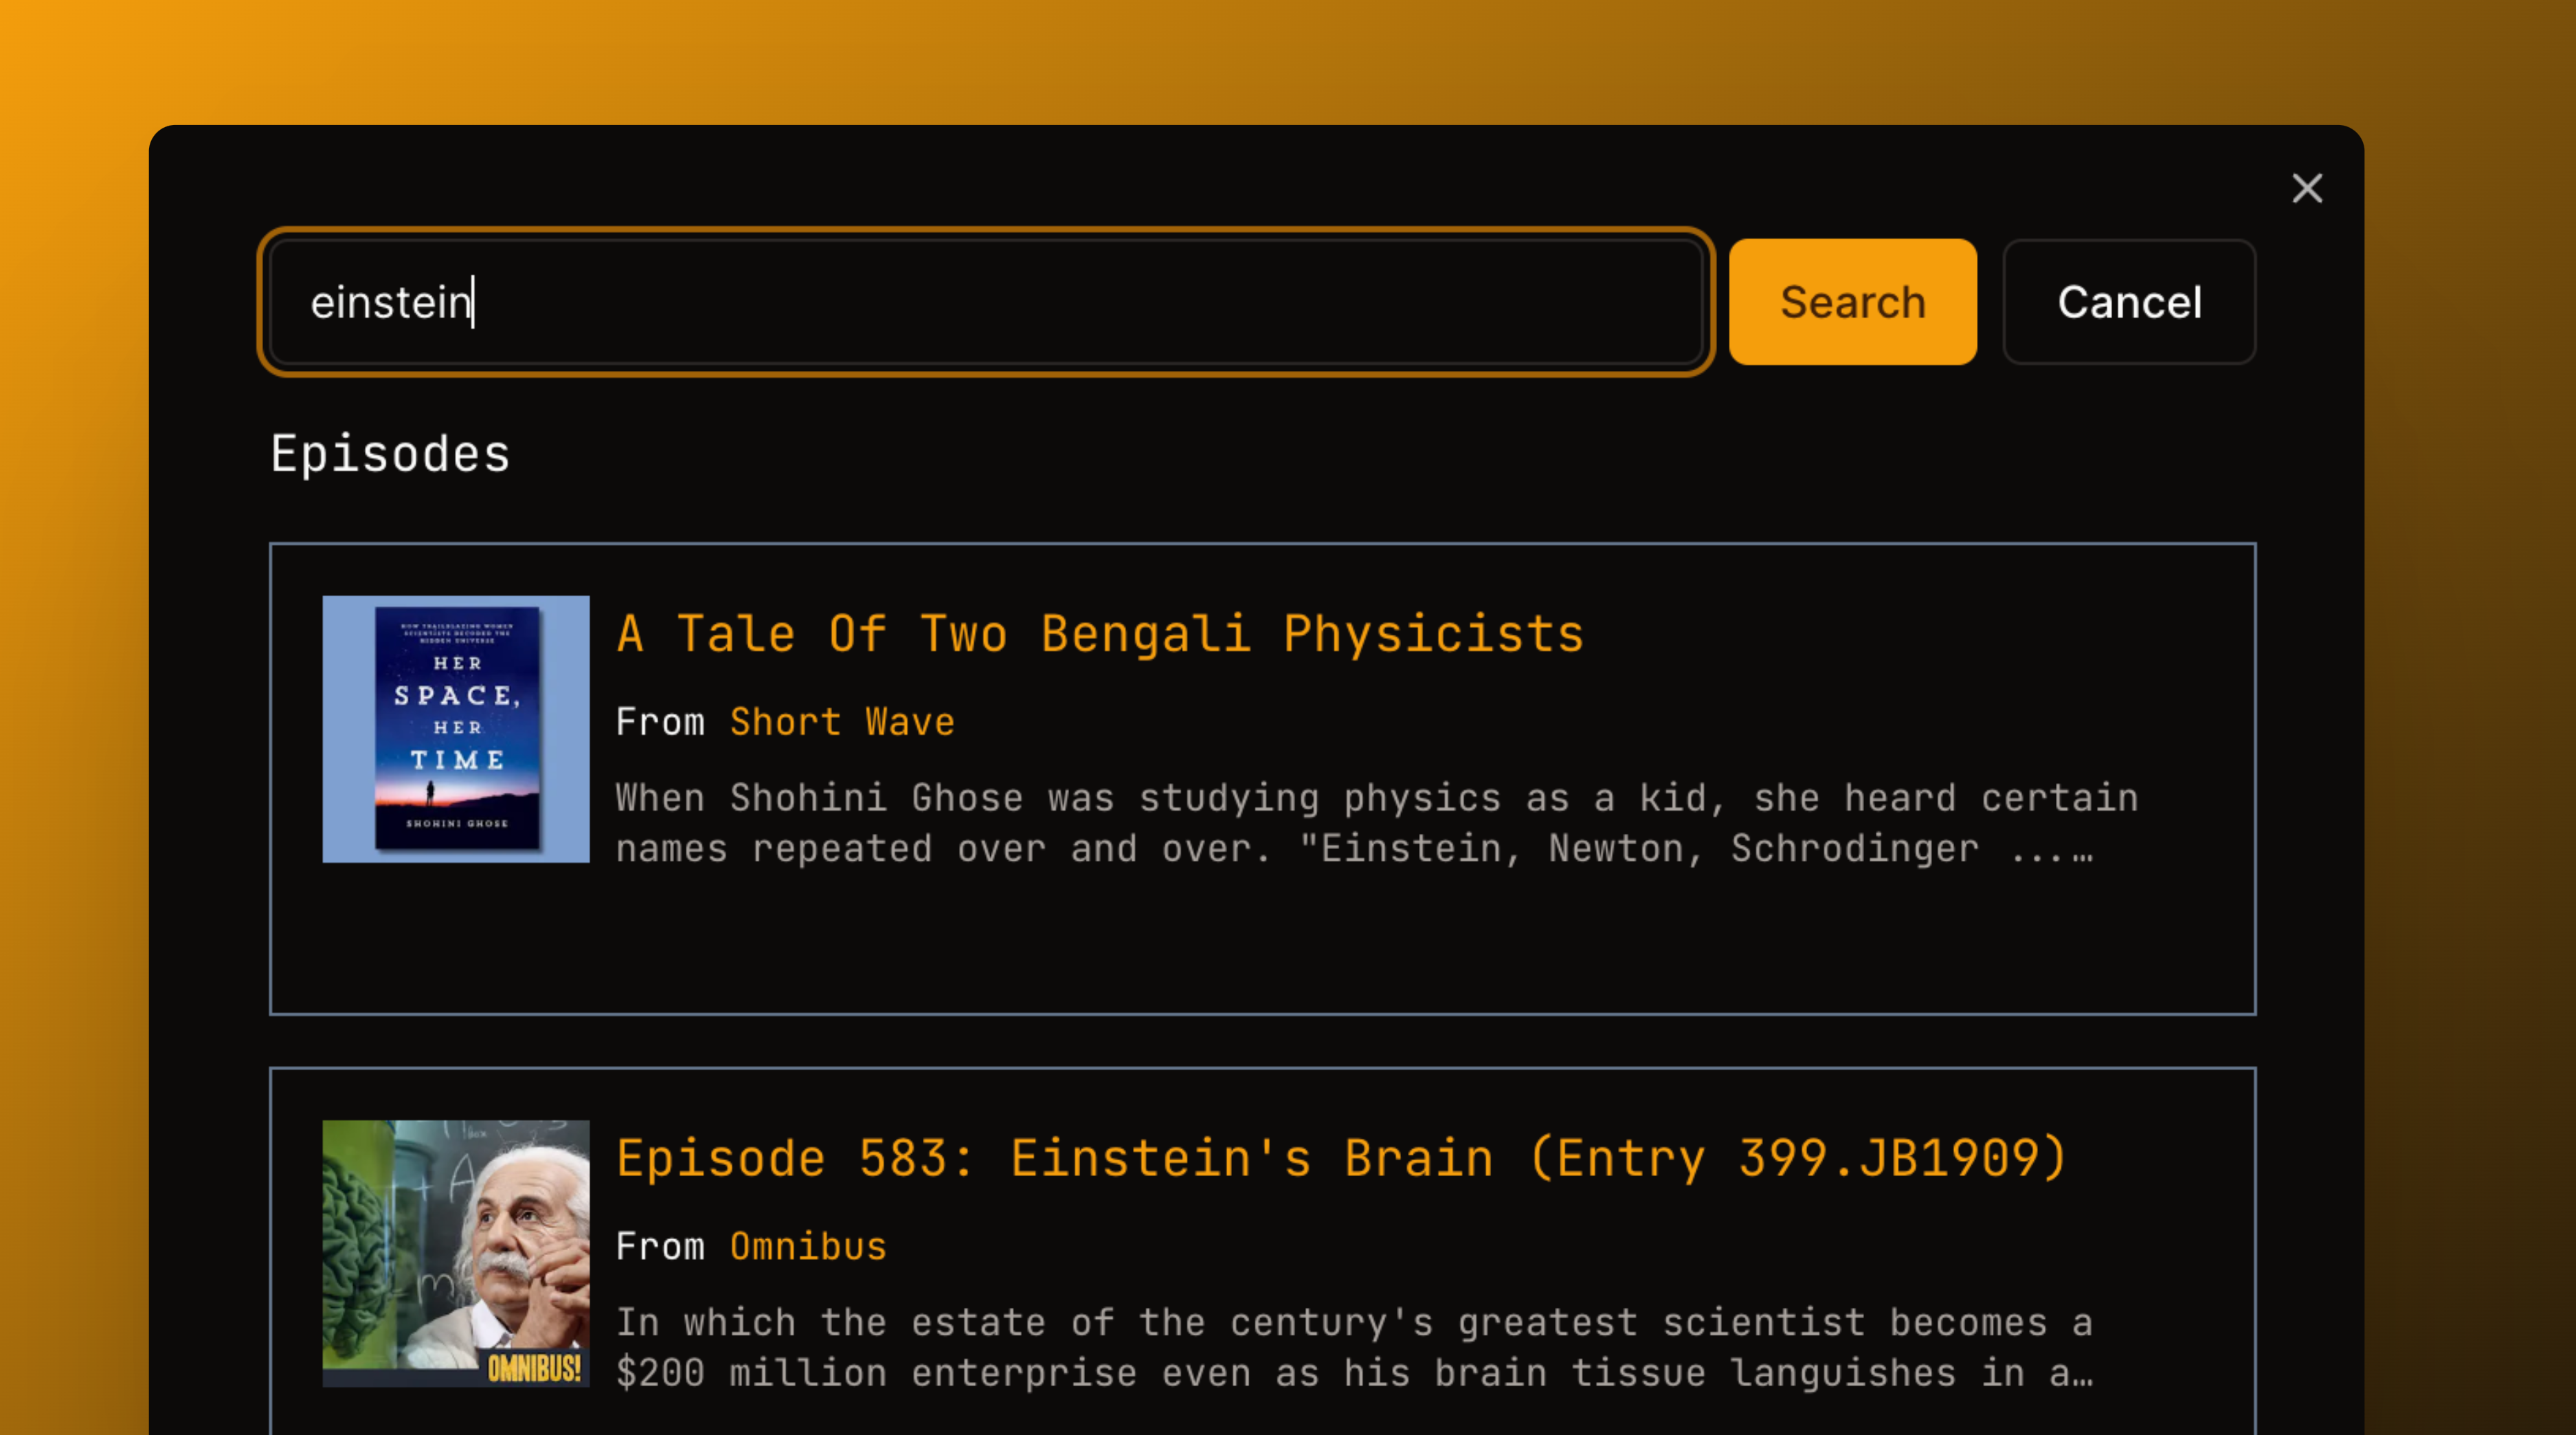 einstein
Search
Cancel
Episodes
HOW TRAILBLAZING WOMEN
SCIENTISTS DECODED THE
HIDDEN UNIVERSE
HER
SPACE,
HER
TIME
SHOHINI GHOSE
A Tale Of Two Bengali Physicists
From Short Wave
When Shohini Ghose was studying physics as a kid, she heard certain
names repeated over and over. "Einstein, Newton, Schrodinger ...…
OMNIBUS!
Episode 583: Einstein's Brain (Entry 399.JB1909)
From Omnibus
In which the estate of the century's greatest scientist becomes a
$200 million enterprise even as his brain tissue languishes in a…